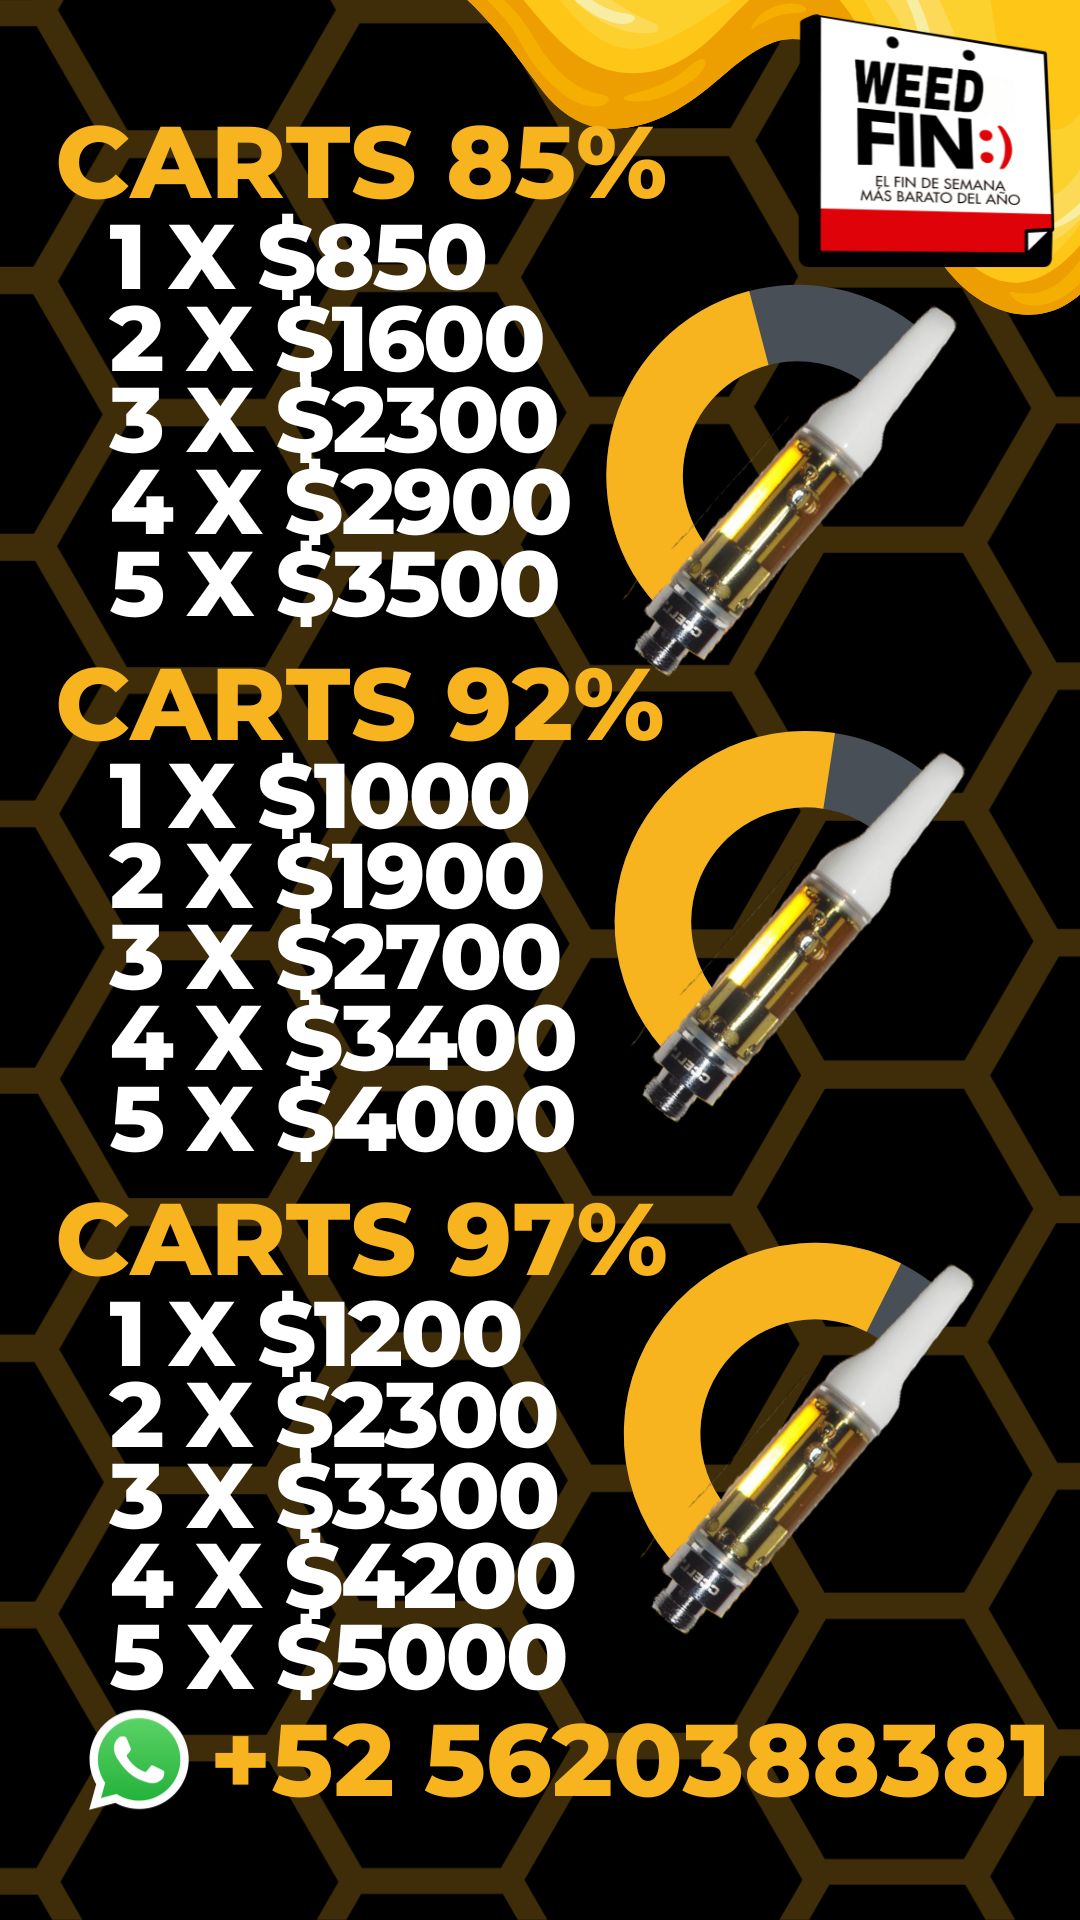 WEED
FIN:)
EL FIN DE SEMANA
MÁS BARATO DEL AÑO
CARTS 85%
1 X $850
2 X $1600
3 X $2300
4 X $2900
5 X $3500
CARTS 92%
1 X $1000
2 X $1900
3 X $2700
4 X $3400
5 X $4000
CARTS 97%
1 X $1200
2 X $2300
3 X $3300
4 X $4200
5 X $5000
+52 5620388381